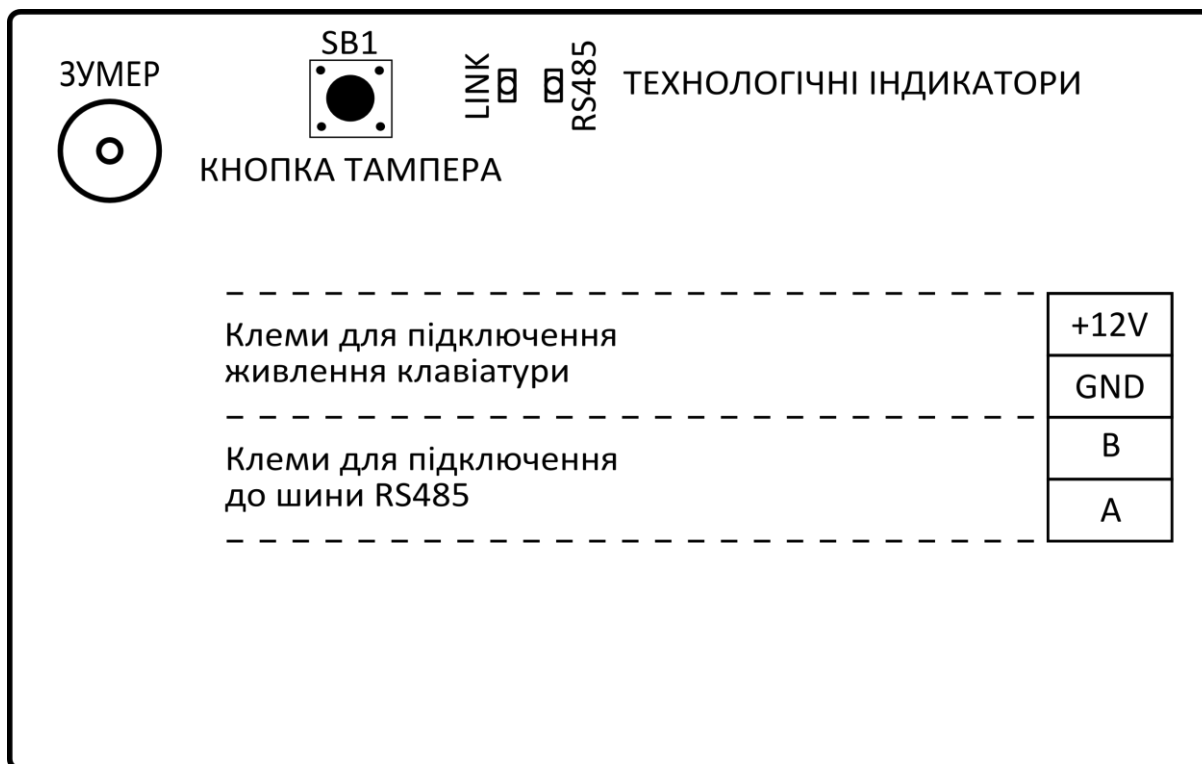 ЗУМЕР
SB1
КНОПКА ТАМПЕРА
LINK
RS485
ТЕХНОЛОГІЧНІ ІНДИКАТОРИ
Клеми для підключення
живлення клавіатури
+12V
GND
Клеми для підключення
до шини RS485
B
A